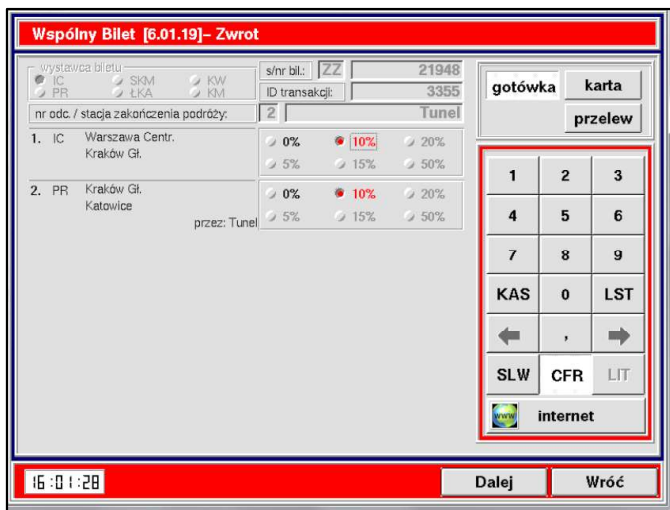 Wspólny Bilet [6.01.19]– Zwrot
wystawca biletu
IC SKM KW
PR ŁKA KM
s/nr bil.: ZZ 21948
ID transakcji: 3355
nr odc. / stacja zakończenia podróży: 2 Tunel
1. IC Warszawa Centr.
Kraków Gł.
0% 10% 20%
5% 15% 50%
2. PR Kraków Gł.
Katowice
przez: Tunel
0% 10% 20%
5% 15% 50%
gotówka karta
przelew
1 2 3
4 5 6
7 8 9
KAS 0 LST
,
SLW CFR LIT
www internet
16:01:28
Dalej Wróć